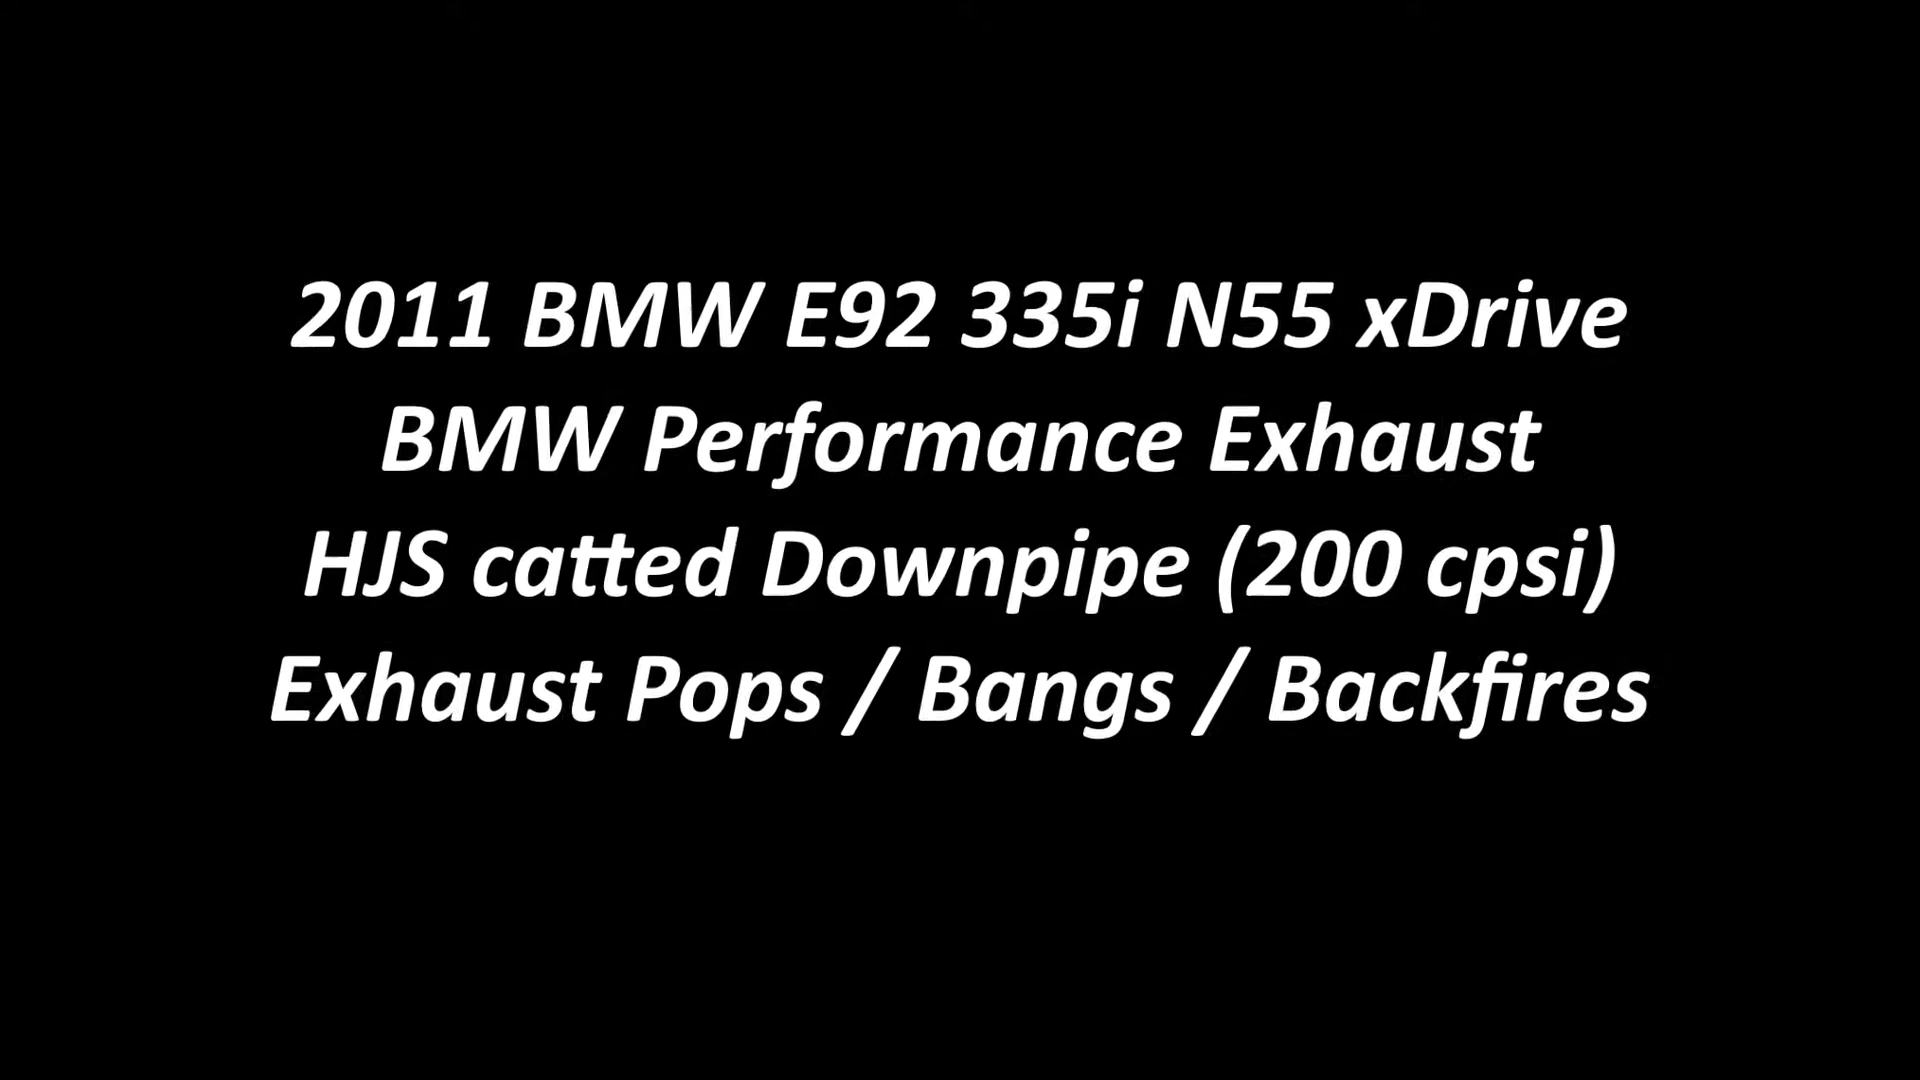 2011 BMW E92 335i N55 xDrive
BMW Performance Exhaust
HJS catted Downpipe (200 cpsi)
Exhaust Pops / Bangs / Backfires